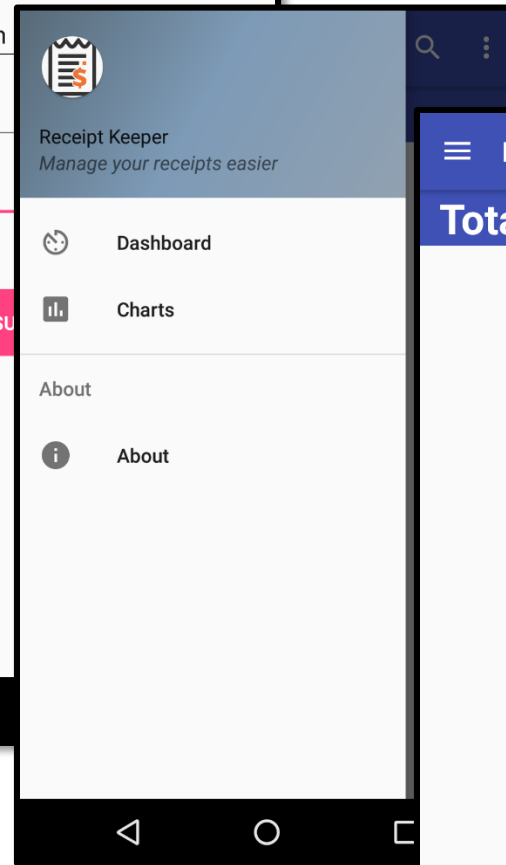 Receipt Keeper
Manage your receipts easier
Dashboard
Charts
About
About